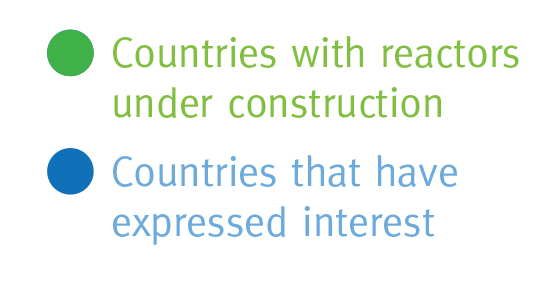 Countries with reactors
under construction
Countries that have
expressed interest